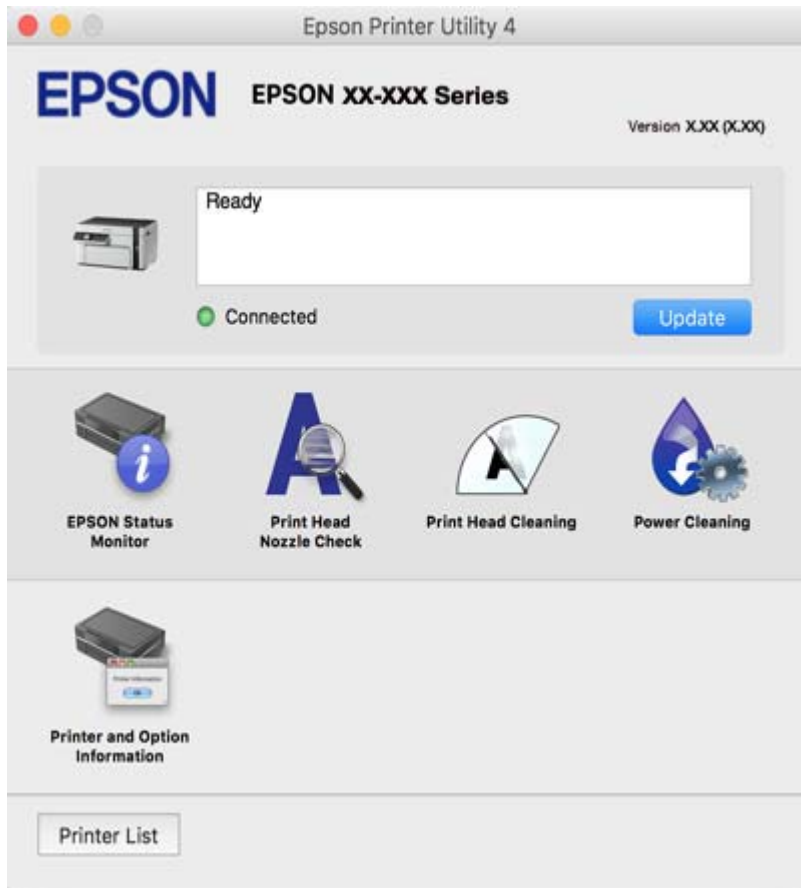 Epson Printer Utility 4
EPSON
EPSON XX-XXX Series
Version X.XX (X.XX)
Ready
Connected
Update
EPSON Status
Monitor
Print Head
Nozzle Check
Print Head Cleaning
Power Cleaning
Printer and Option
Information
Printer List